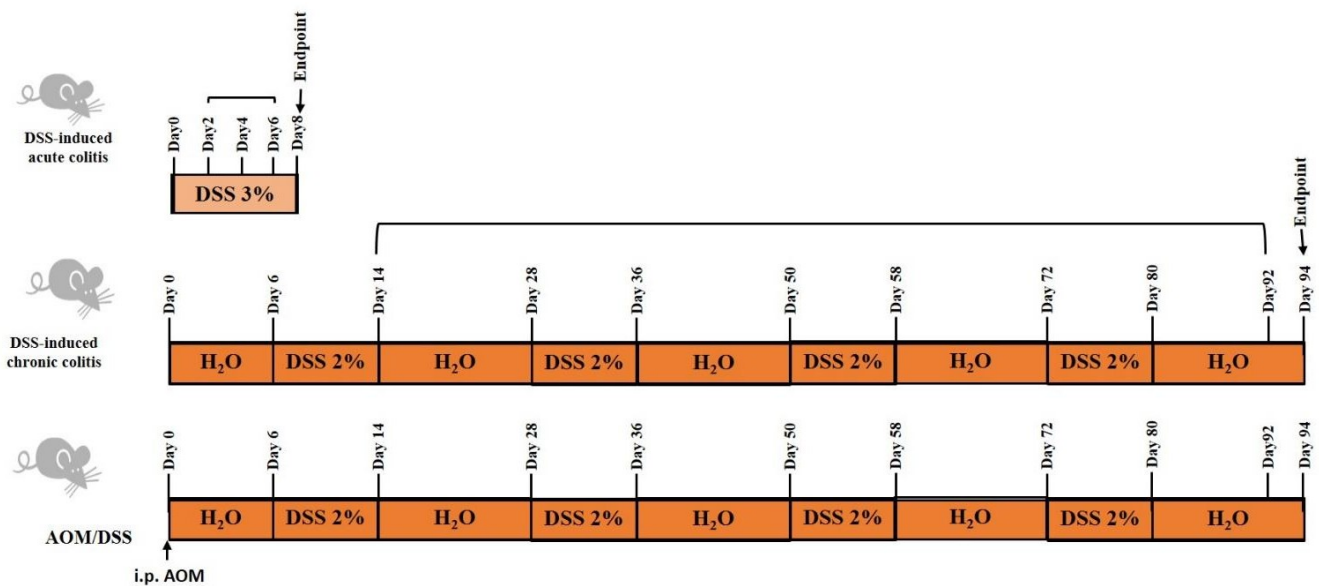 Endpoint
Day0
Day2
Day4
Day6
Day8
DSS-induced
acute colitis
DSS 3%
Endpoint
Day 0
Day 6
Day 14
Day 28
Day 36
Day 50
Day 58
Day 72
Day 80
Day92
Day 94
DSS-induced
chronic colitis
H₂O
DSS 2%
H₂O
DSS 2%
H₂O
DSS 2%
H₂O
DSS 2%
H₂O
Day 0
Day 6
Day 14
Day 28
Day 36
Day 50
Day 58
Day 72
Day 80
Day92
Day 94
AOM/DSS
H₂O
DSS 2%
H₂O
DSS 2%
H₂O
DSS 2%
H₂O
DSS 2%
H₂O
i.p. AOM